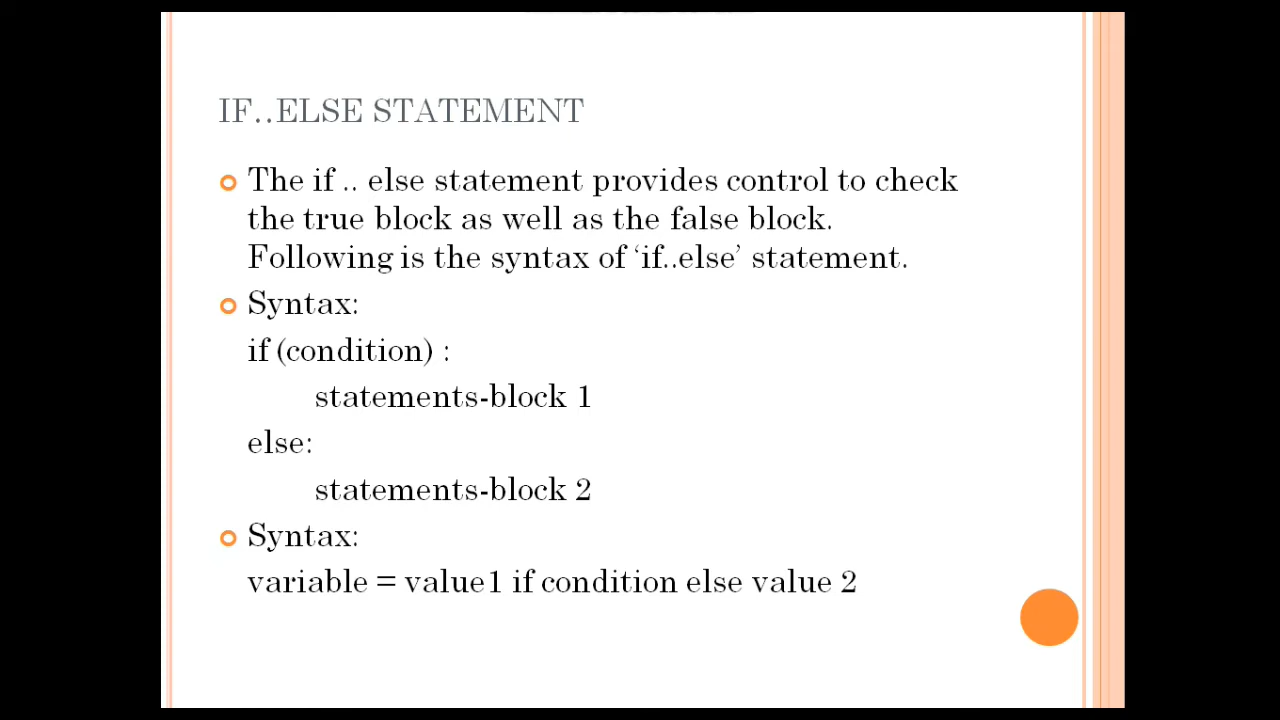 IF..ELSE STATEMENT
The if .. else statement provides control to check
the true block as well as the false block.
Following is the syntax of ‘if..else’ statement.
Syntax:
if (condition) :
statements-block 1
else:
statements-block 2
Syntax:
variable = value1 if condition else value 2